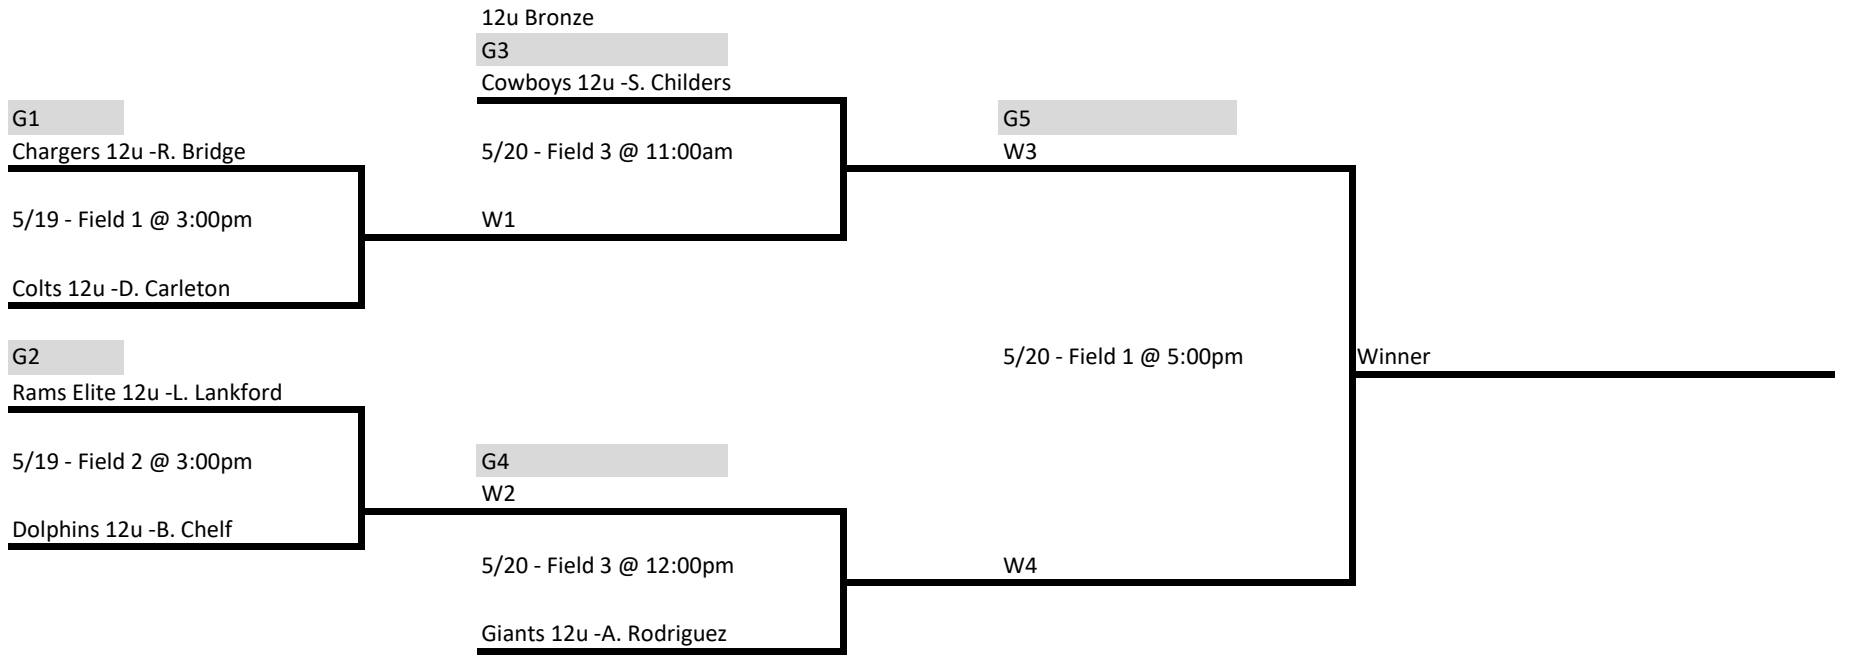 12u Bronze
G3
Cowboys 12u -S. Childers
G1
G5
Chargers 12u -R. Bridge
5/20 - Field 3 @ 11:00am
W3
5/19 - Field 1 @ 3:00pm
W1
Colts 12u -D. Carleton
G2
5/20 - Field 1 @ 5:00pm
Winner
Rams Elite 12u -L. Lankford
5/19 - Field 2 @ 3:00pm
G4
W2
Dolphins 12u -B. Chelf
5/20 - Field 3 @ 12:00pm
W4
Giants 12u -A. Rodriguez